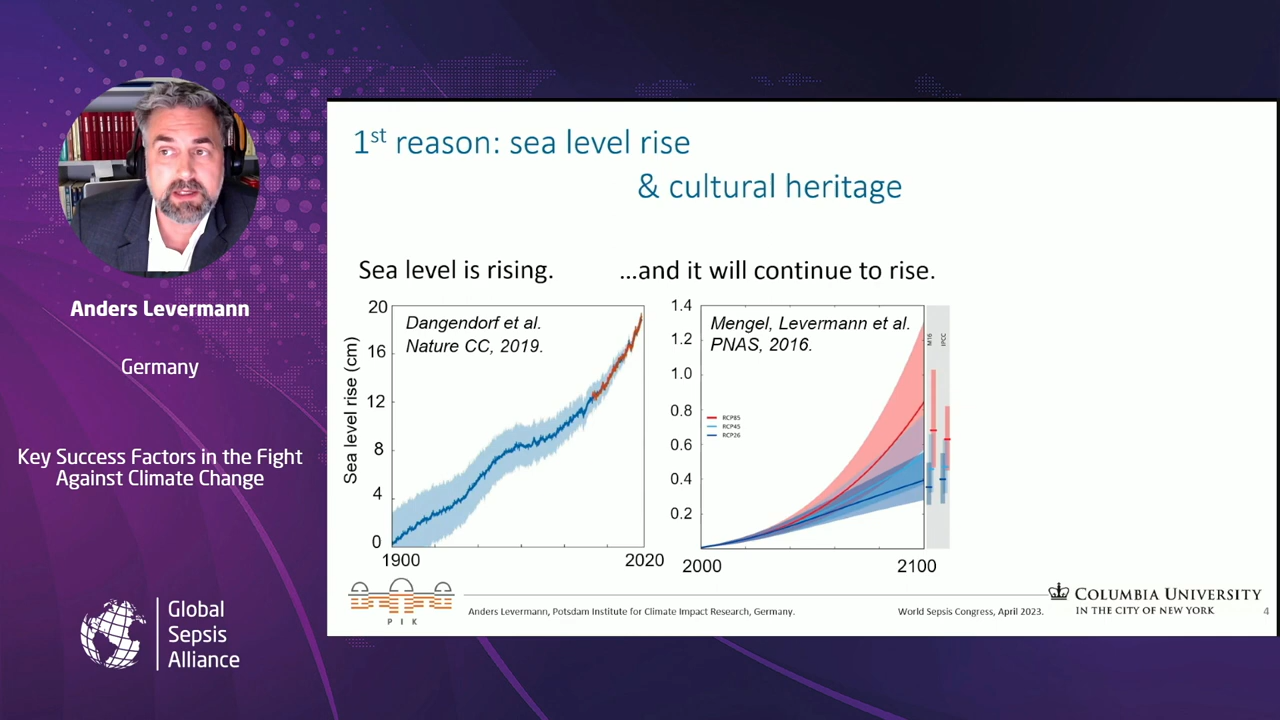 Anders Levermann
Germany
Key Success Factors in the Fight
Against Climate Change
Global
Sepsis
Alliance
1st reason: sea level rise
& cultural heritage
Sea level is rising.
...and it will continue to rise.
Sea level rise (cm)
20
16
12
8
4
0
1900
2020
Dangendorf et al.
Nature CC, 2019.
1.4
1.2
1.0
0.8
0.6
0.4
0.2
2000
2100
Mengel, Levermann et al.
PNAS, 2016.
RCP85
RCP45
RCP26
M16
IPCC
P I K
Anders Levermann, Potsdam Institute for Climate Impact Research, Germany.
World Sepsis Congress, April 2023.
COLUMBIA UNIVERSITY
IN THE CITY OF NEW YORK
4